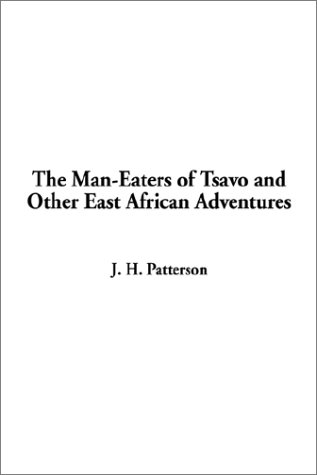 The Man-Eaters of Tsavo and
Other East African Adventures
J. H. Patterson